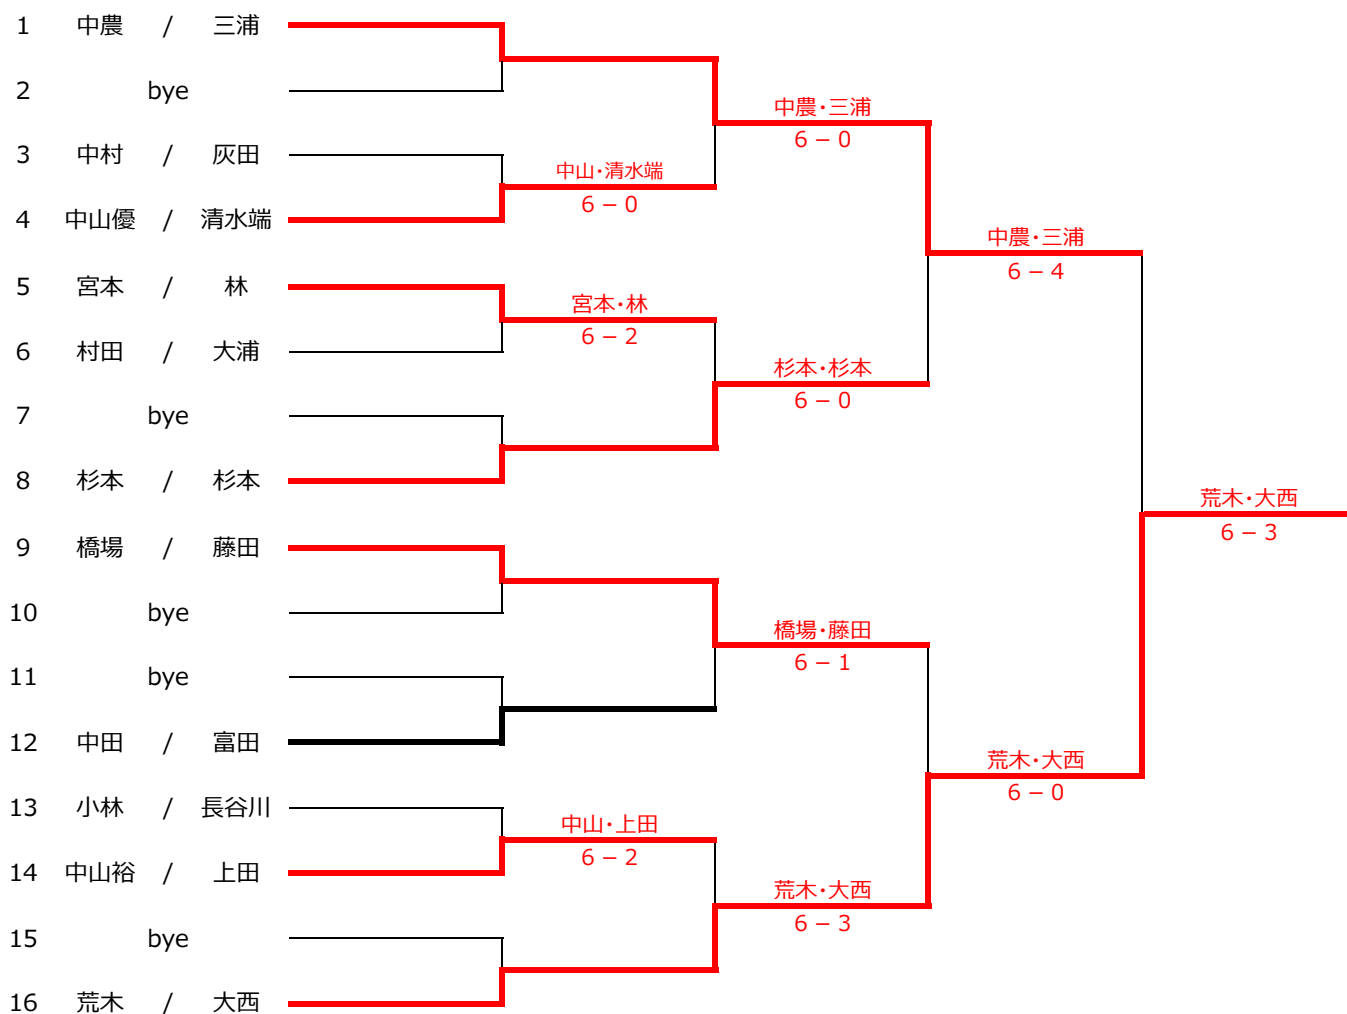 1 中農 / 三浦
2 bye
中農・三浦
6 – 0
3 中村 / 灰田
中山・清水端
6 – 0
4 中山優 / 清水端
中農・三浦
6 – 4
5 宮本 / 林
宮本・林
6 – 2
6 村田 / 大浦
杉本・杉本
6 – 0
7 bye
8 杉本 / 杉本
荒木・大西
6 – 3
9 橋場 / 藤田
10 bye
橋場・藤田
6 – 1
11 bye
12 中田 / 富田
荒木・大西
6 – 0
13 小林 / 長谷川
中山・上田
6 – 2
14 中山裕 / 上田
荒木・大西
6 – 3
15 bye
16 荒木 / 大西